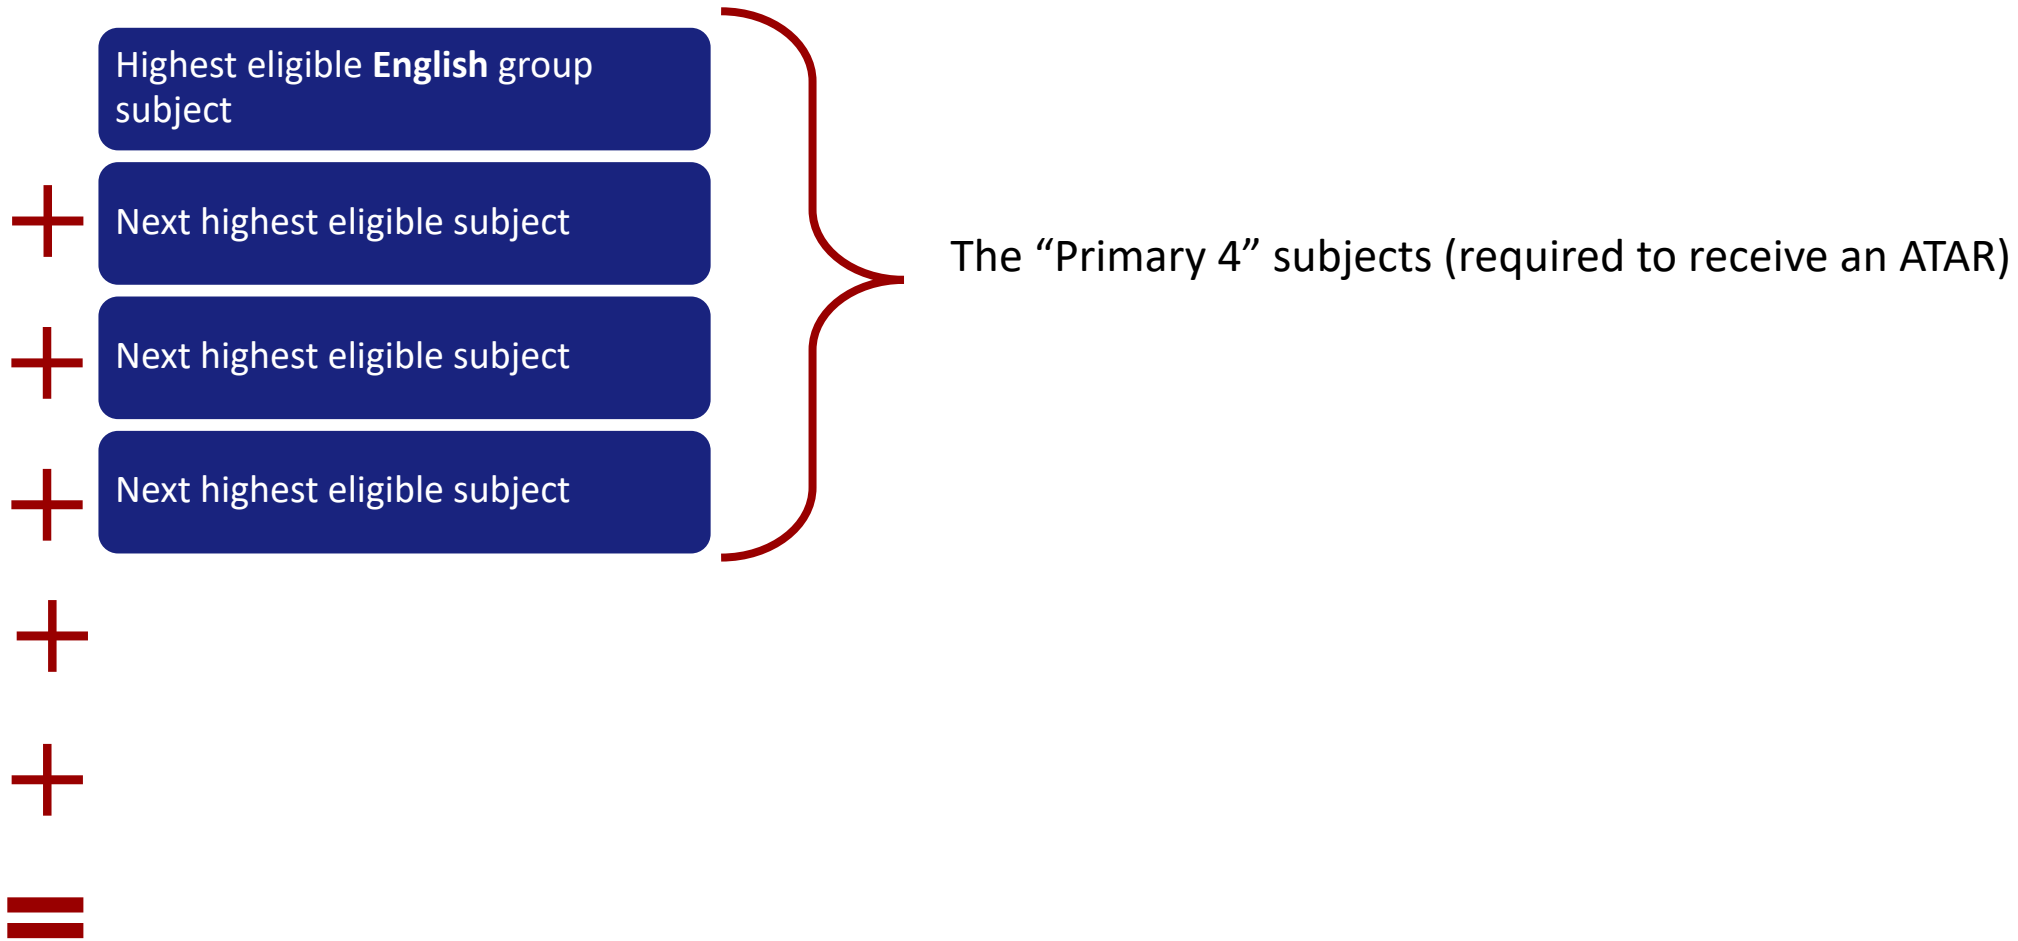 Highest eligible English group
subject
Next highest eligible subject
The “Primary 4” subjects (required to receive an ATAR)
Next highest eligible subject
Next highest eligible subject